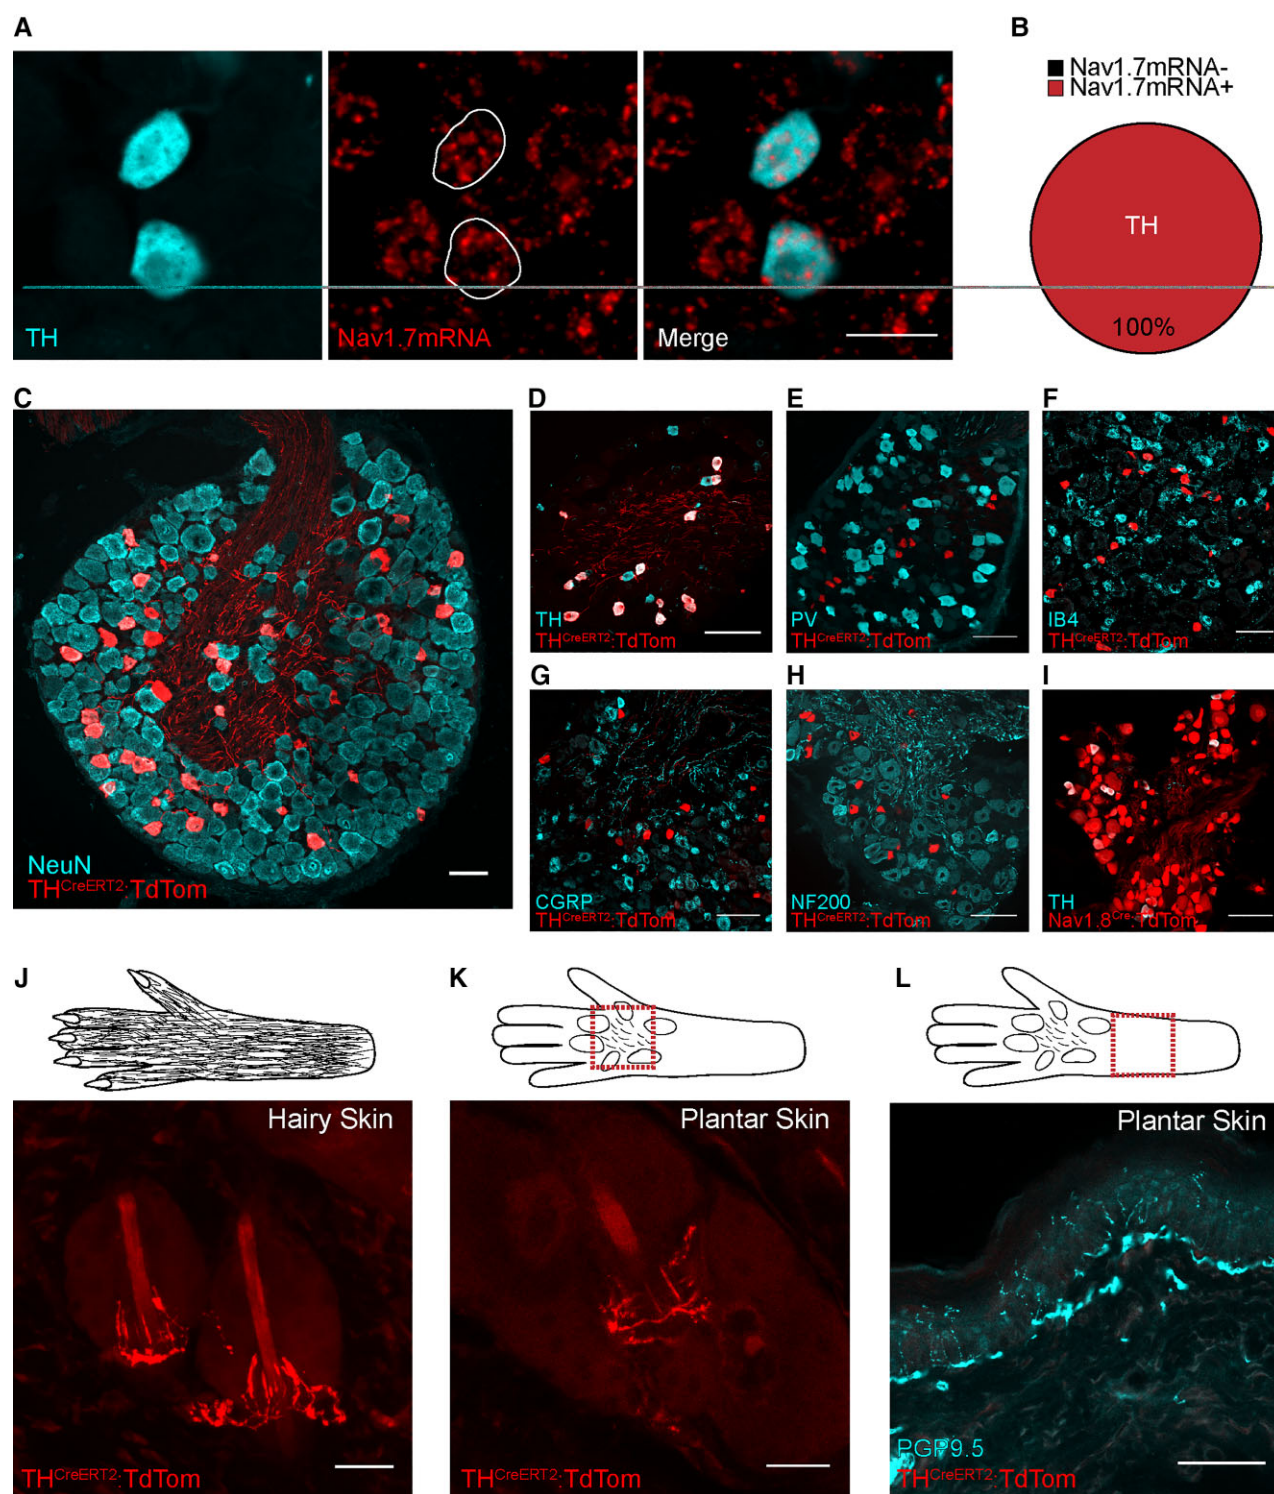 A
B
Nav1.7mRNA-
Nav1.7mRNA+
TH
100%
TH
Nav1.7mRNA
Merge
C
NeuN
TH^CreERT2:TdTom
D
TH
TH^CreERT2:TdTom
E
PV
TH^CreERT2:TdTom
F
IB4
TH^CreERT2:TdTom
G
CGRP
TH^CreERT2:TdTom
H
NF200
TH^CreERT2:TdTom
I
TH
Nav1.8^Cre:TdTom
J
Hairy Skin
TH^CreERT2:TdTom
K
Plantar Skin
TH^CreERT2:TdTom
L
Plantar Skin
PGP9.5
TH^CreERT2:TdTom